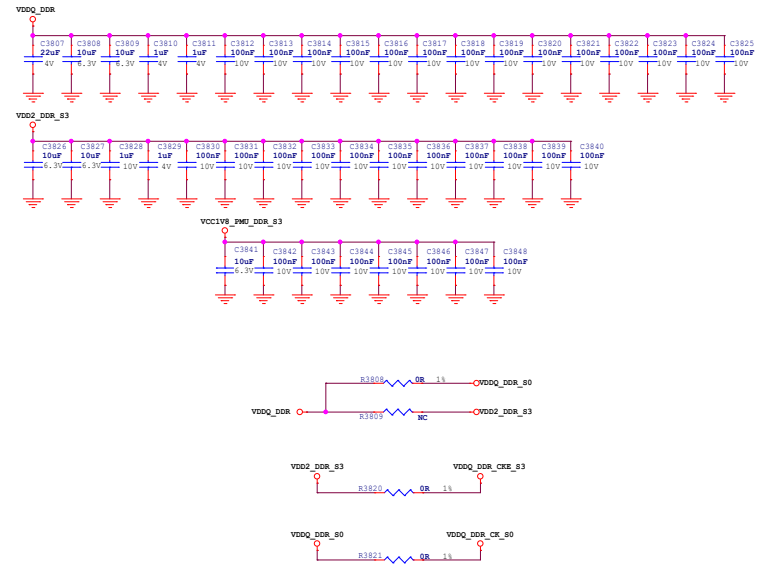 VDDQ_DDR
C3807 C3808 C3809 C3810 C3811 C3812 C3813 C3814 C3815 C3816 C3817 C3818 C3819 C3820 C3821 C3822 C3823 C3824 C3825
22uF 10uF 10uF 1uF 1uF 100nF 100nF 100nF 100nF 100nF 100nF 100nF 100nF 100nF 100nF 100nF 100nF 100nF 100nF
4V 6.3V 6.3V 4V 4V 10V 10V 10V 10V 10V 10V 10V 10V 10V 10V 10V 10V 10V 10V
VDD2_DDR_S3
C3826 C3827 C3828 C3829 C3830 C3831 C3832 C3833 C3834 C3835 C3836 C3837 C3838 C3839 C3840
10uF 10uF 1uF 1uF 100nF 100nF 100nF 100nF 100nF 100nF 100nF 100nF 100nF 100nF 100nF
6.3V 6.3V 10V 4V 10V 10V 10V 10V 10V 10V 10V 10V 10V 10V 10V
VCC1V8_PMU_DDR_S3
C3841 C3842 C3843 C3844 C3845 C3846 C3847 C3848
10uF 100nF 100nF 100nF 100nF 100nF 100nF 100nF
6.3V 10V 10V 10V 10V 10V 10V 10V
R3808 0R 1% VDDQ_DDR_S0
VDDQ_DDR R3809 NC VDD2_DDR_S3
VDD2_DDR_S3 VDDQ_DDR_CKE_S3
R3820 0R 1%
VDDQ_DDR_S0 VDDQ_DDR_CK_S0
R3821 0R 1%